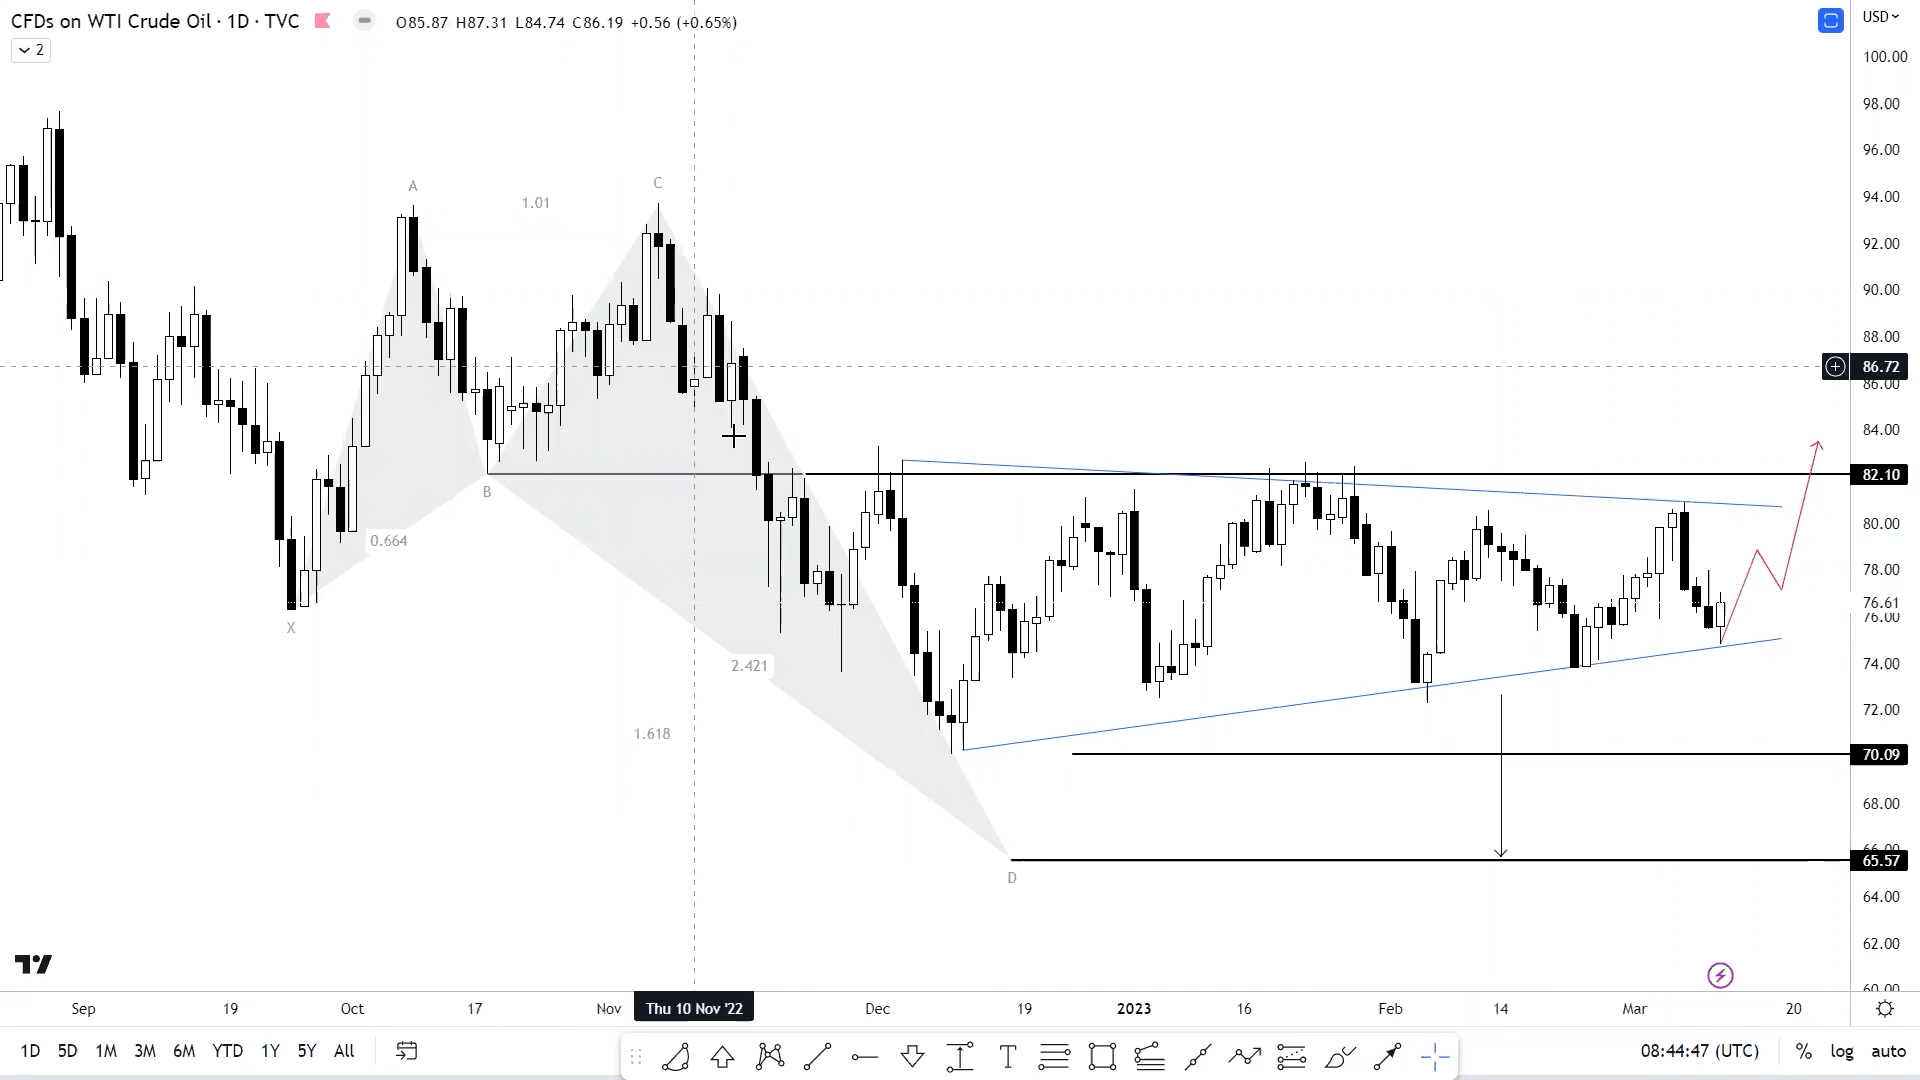 CFDs on WTI Crude Oil · 1D · TVC O85.87 H87.31 L84.74 C86.19 +0.56 (+0.65%)
USD
2
100.00
98.00
96.00
94.00
92.00
90.00
88.00
86.72
86.00
84.00
82.10
80.00
78.00
76.61
76.00
74.00
72.00
70.09
68.00
66.00
65.57
64.00
62.00
60.00
A
C
1.01
B
0.664
X
2.421
1.618
D
Sep 19 Oct 17 Nov Thu 10 Nov '22 Dec 19 2023 16 Feb 14 Mar 20
1D 5D 1M 3M 6M YTD 1Y 5Y All
T
08:44:47 (UTC) % log auto